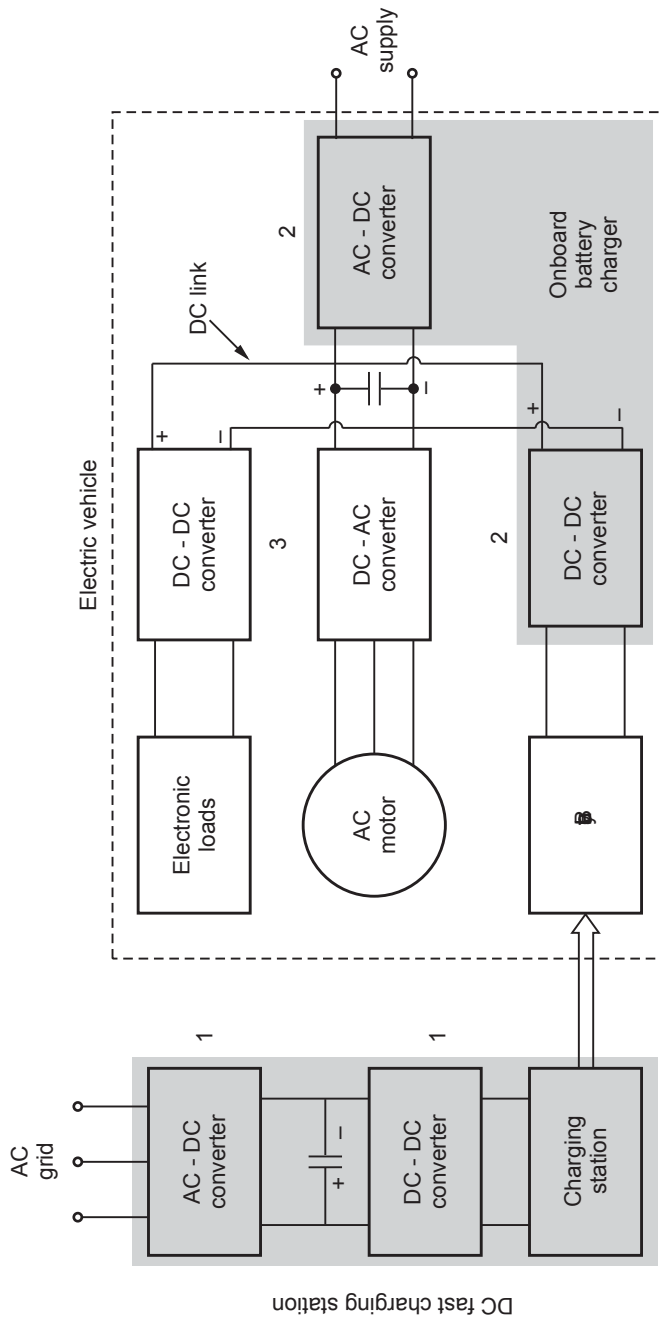 Electric vehicle
Electronic
loads
DC - DC
converter
+
–
DC link
3
AC
motor
DC - AC
converter
+
–
2
AC - DC
converter
AC
supply
2
DC - DC
converter
+
–
Onboard
battery
charger
AC
grid
AC - DC
converter
1
+
–
DC - DC
converter
1
Charging
station
DC fast charging station